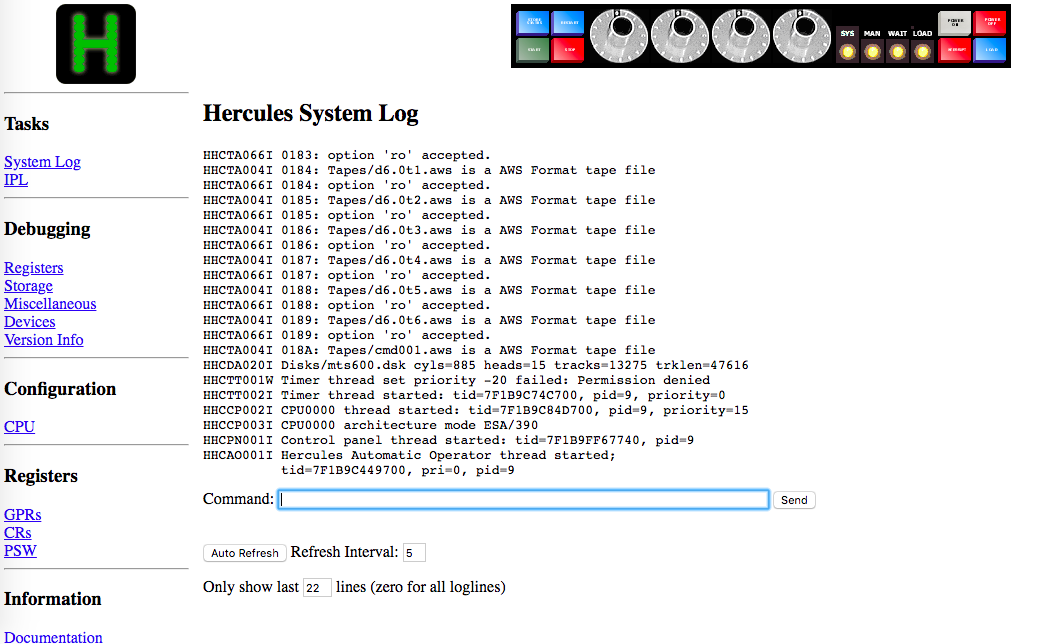 H
START
STOP
SYS
MAN
WAIT
LOAD
POWER
ON
POWER
OFF
INTERRUPT
LOAD
Tasks
System Log
IPL
Debugging
Registers
Storage
Miscellaneous
Devices
Version Info
Configuration
CPU
Registers
GPRs
CRs
PSW
Information
Documentation
Hercules System Log
HHCTA066I 0183: option 'ro' accepted.
HHCTA004I 0184: Tapes/d6.0t1.aws is a AWS Format tape file
HHCTA066I 0184: option 'ro' accepted.
HHCTA004I 0185: Tapes/d6.0t2.aws is a AWS Format tape file
HHCTA066I 0185: option 'ro' accepted.
HHCTA004I 0186: Tapes/d6.0t3.aws is a AWS Format tape file
HHCTA066I 0186: option 'ro' accepted.
HHCTA004I 0187: Tapes/d6.0t4.aws is a AWS Format tape file
HHCTA066I 0187: option 'ro' accepted.
HHCTA004I 0188: Tapes/d6.0t5.aws is a AWS Format tape file
HHCTA066I 0188: option 'ro' accepted.
HHCTA004I 0189: Tapes/d6.0t6.aws is a AWS Format tape file
HHCTA066I 0189: option 'ro' accepted.
HHCTA004I 018A: Tapes/cmd001.aws is a AWS Format tape file
HHCDA020I Disks/mts600.dsk cyls=885 heads=15 tracks=13275 trklen=47616
HHCTT001W Timer thread set priority -20 failed: Permission denied
HHCTT002I Timer thread started: tid=7F1B9C74C700, pid=9, priority=0
HHCCP002I CPU0000 thread started: tid=7F1B9C84D700, pid=9, priority=15
HHCCP003I CPU0000 architecture mode ESA/390
HHCPN001I Control panel thread started: tid=7F1B9FF67740, pid=9
HHCAO001I Hercules Automatic Operator thread started;
tid=7F1B9C449700, pri=0, pid=9
Command:
Send
Auto Refresh Refresh Interval: 5
Only show last 22 lines (zero for all loglines)